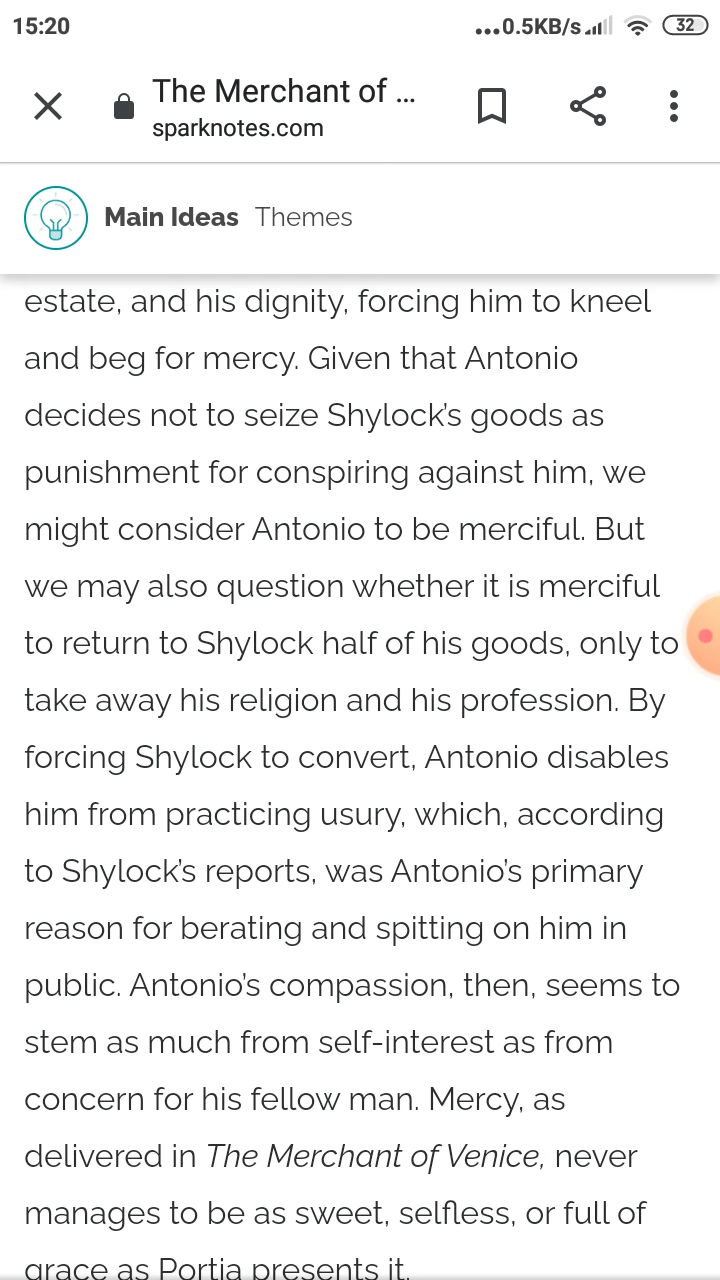 15:20
...0.5KB/s 32
The Merchant of ...
sparknotes.com
Main Ideas Themes
estate, and his dignity, forcing him to kneel
and beg for mercy. Given that Antonio
decides not to seize Shylock's goods as
punishment for conspiring against him, we
might consider Antonio to be merciful. But
we may also question whether it is merciful
to return to Shylock half of his goods, only to
take away his religion and his profession. By
forcing Shylock to convert, Antonio disables
him from practicing usury, which, according
to Shylock's reports, was Antonio's primary
reason for berating and spitting on him in
public. Antonio's compassion, then, seems to
stem as much from self-interest as from
concern for his fellow man. Mercy, as
delivered in The Merchant of Venice, never
manages to be as sweet, selfless, or full of
grace as Portia presents it.